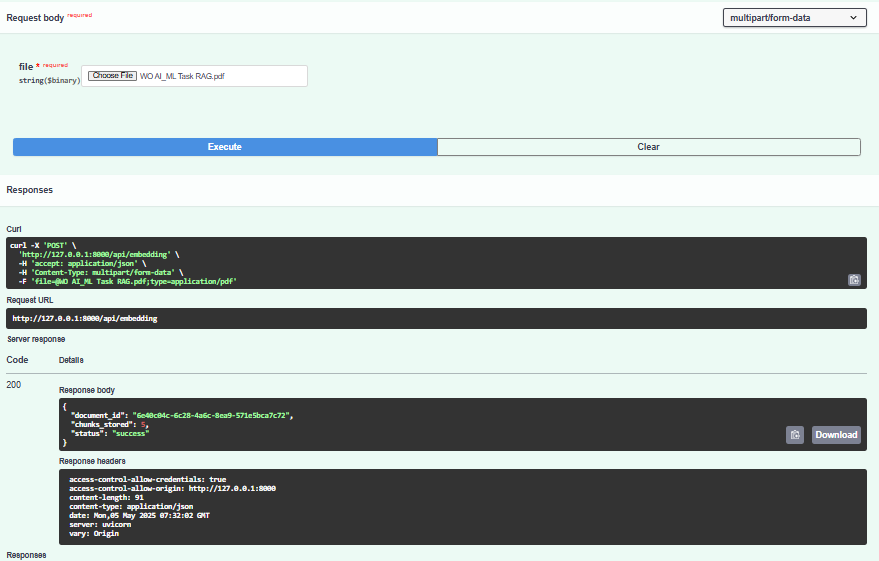 Request body required
multipart/form-data
file * required
string($binary)
Choose File WO AI_ML Task RAG.pdf
Execute
Clear
Responses
Curl
curl -X 'POST' \
'http://127.0.0.1:8000/api/embedding' \
-H 'accept: application/json' \
-H 'Content-Type: multipart/form-data' \
-F 'file=@WO AI_ML Task RAG.pdf;type=application/pdf'
Request URL
http://127.0.0.1:8000/api/embedding
Server response
Code Details
200
Response body
{
"document_id": "6e40c04c-6c28-4a6c-8ea9-571e5bca7c72",
"chunks_stored": 5,
"status": "success"
}
Download
Response headers
access-control-allow-credentials: true
access-control-allow-origin: http://127.0.0.1:8000
content-length: 91
content-type: application/json
date: Mon,05 May 2025 07:32:02 GMT
server: uvicorn
vary: Origin
Responses